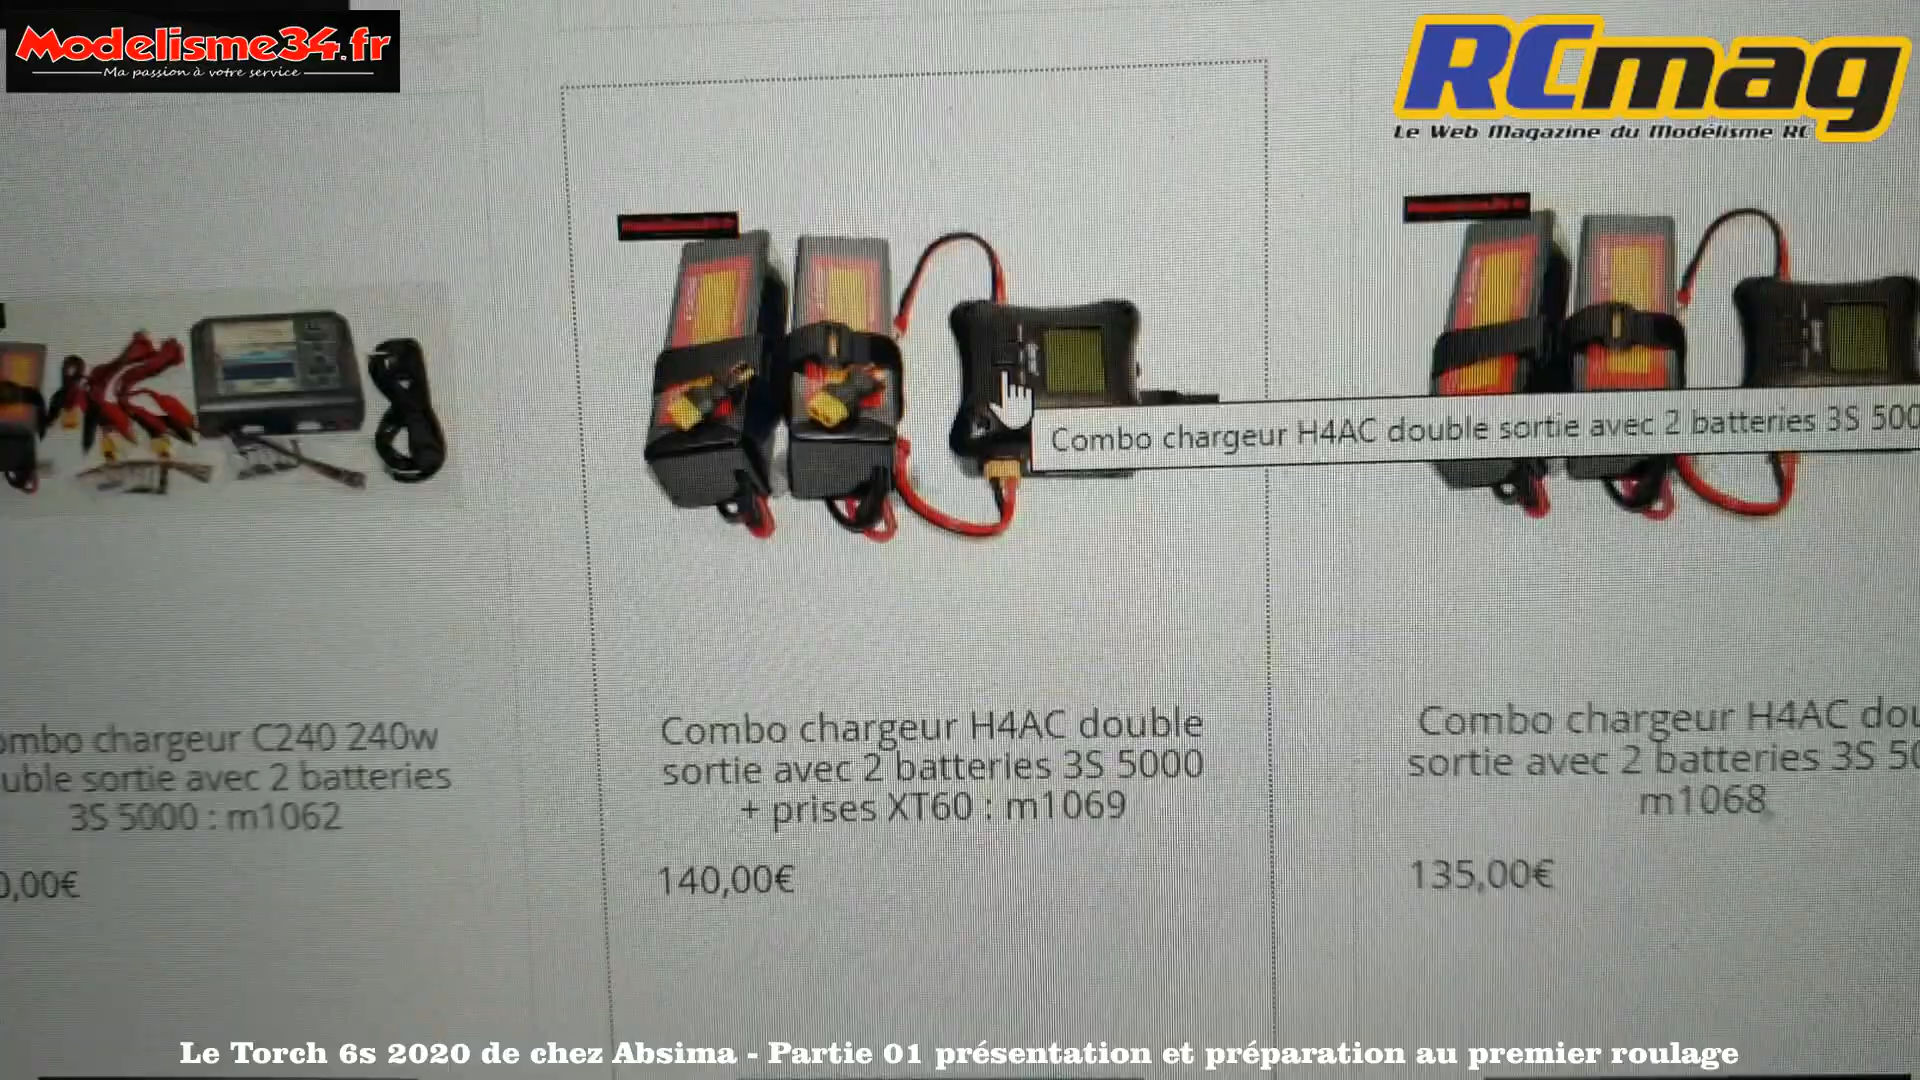 Modelisme34.fr
Ma passion à votre service
RCmag
Le Web Magazine du Modélisme RC
Combo chargeur H4AC double sortie avec 2 batteries 3S 500
ombo chargeur C240 240w
uble sortie avec 2 batteries
3S 5000 : m1062
0,00€
Combo chargeur H4AC double
sortie avec 2 batteries 3S 5000
+ prises XT60 : m1069
140,00€
Combo chargeur H4AC dou
sortie avec 2 batteries 3S 50
m1068
135,00€
Le Torch 6s 2020 de chez Absima - Partie 01 présentation et préparation au premier roulage